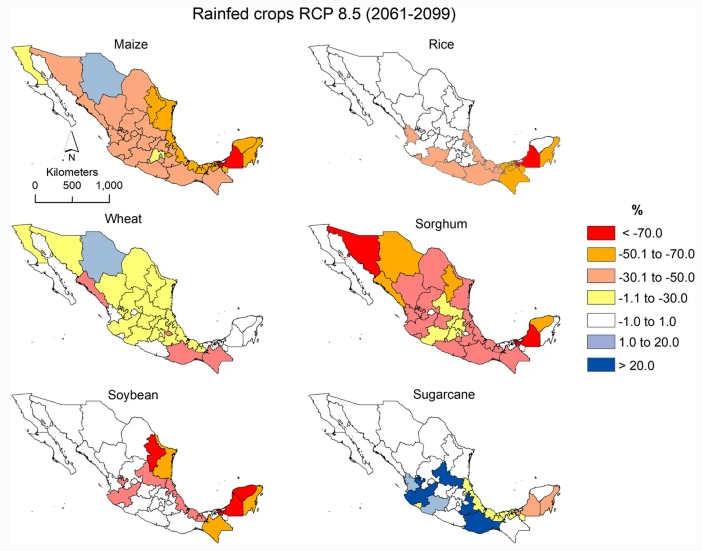 Rainfed crops RCP 8.5 (2061-2099)
Maize
Rice
N
Kilometers
0 500 1,000
Wheat
Sorghum
%
< -70.0
-50.1 to -70.0
-30.1 to -50.0
-1.1 to -30.0
-1.0 to 1.0
1.0 to 20.0
> 20.0
Soybean
Sugarcane